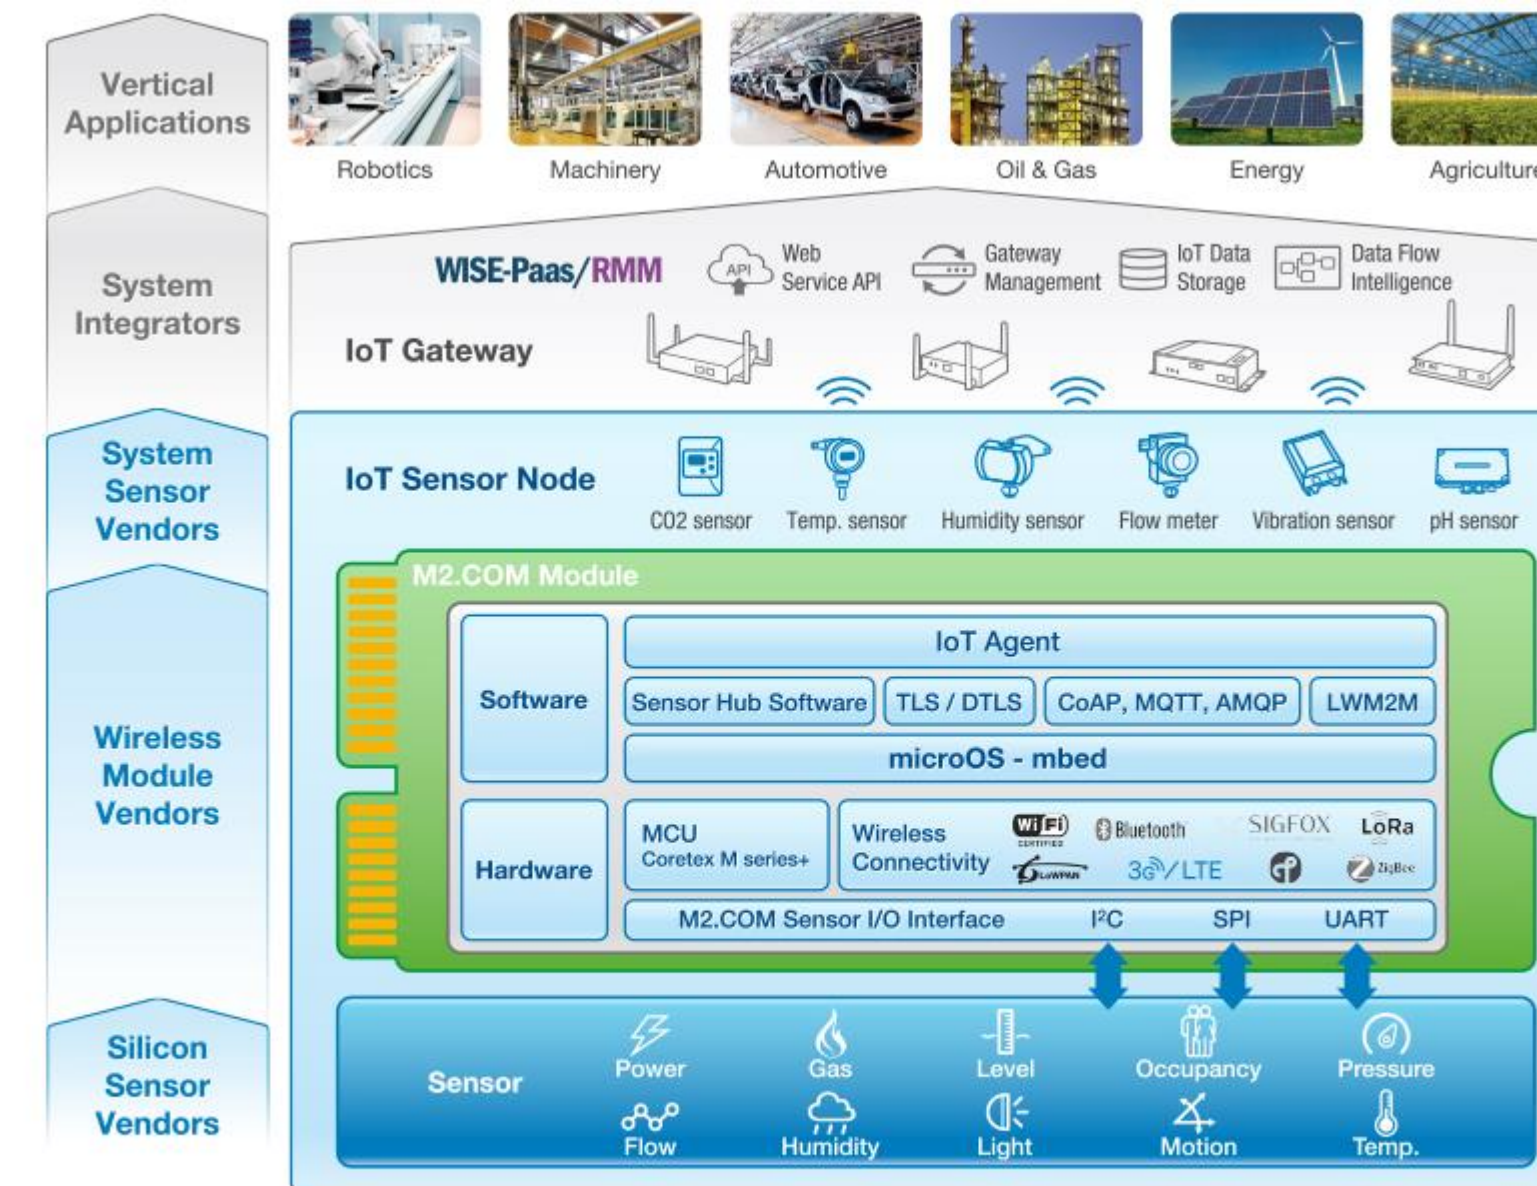 Vertical
Applications
Robotics
Machinery
Automotive
Oil & Gas
Energy
Agriculture
System
Integrators
WISE-Paas/RMM
API
Web
Service API
Gateway
Management
IoT Data
Storage
Data Flow
Intelligence
IoT Gateway
System
Sensor
Vendors
IoT Sensor Node
CO2 sensor
Temp. sensor
Humidity sensor
Flow meter
Vibration sensor
pH sensor
M2.COM Module
Wireless
Module
Vendors
Software
IoT Agent
Sensor Hub Software
TLS / DTLS
CoAP, MQTT, AMQP
LWM2M
microOS - mbed
Hardware
MCU
Coretex M series+
Wireless
Connectivity
Wi Fi
CERTIFIED
Bluetooth
SIGFOX
LoRa
6LoWPAN
3G/LTE
ZigBee
M2.COM Sensor I/O Interface
I²C
SPI
UART
Silicon
Sensor
Vendors
Sensor
Power
Gas
Level
Occupancy
Pressure
Flow
Humidity
Light
Motion
Temp.